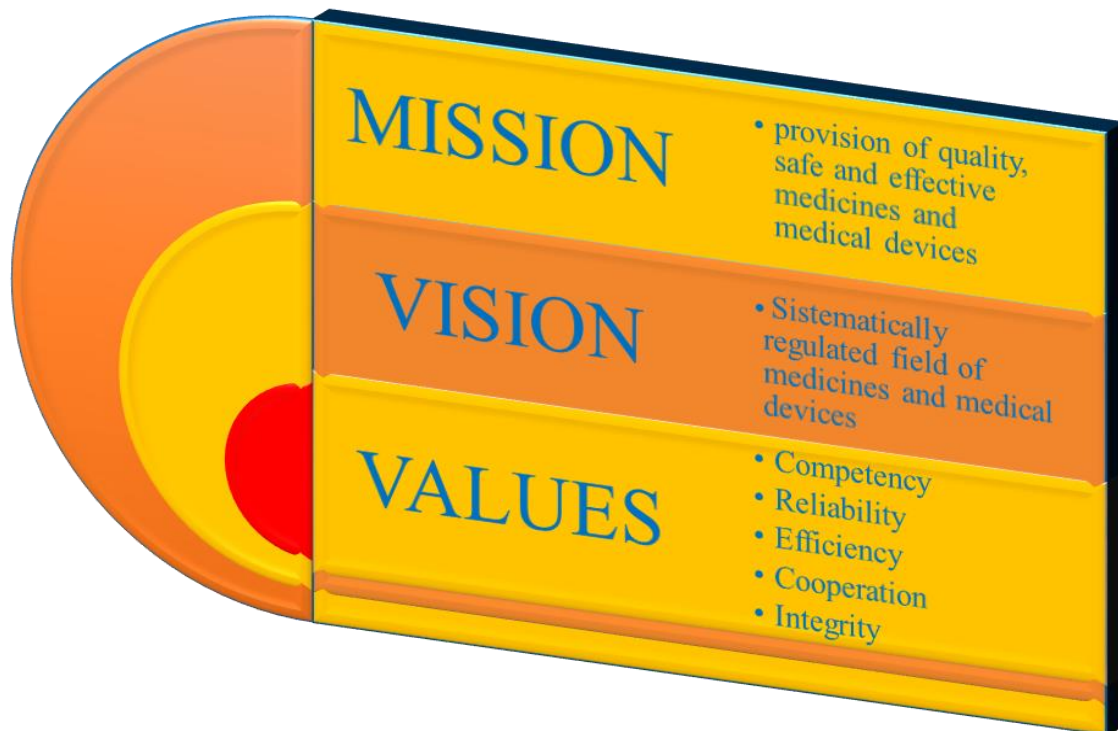 MISSION
• provision of quality,
safe and effective
medicines and
medical devices
VISION
• Sistematically
regulated field of
medicines and medical
devices
VALUES
• Competency
• Reliability
• Efficiency
• Cooperation
• Integrity